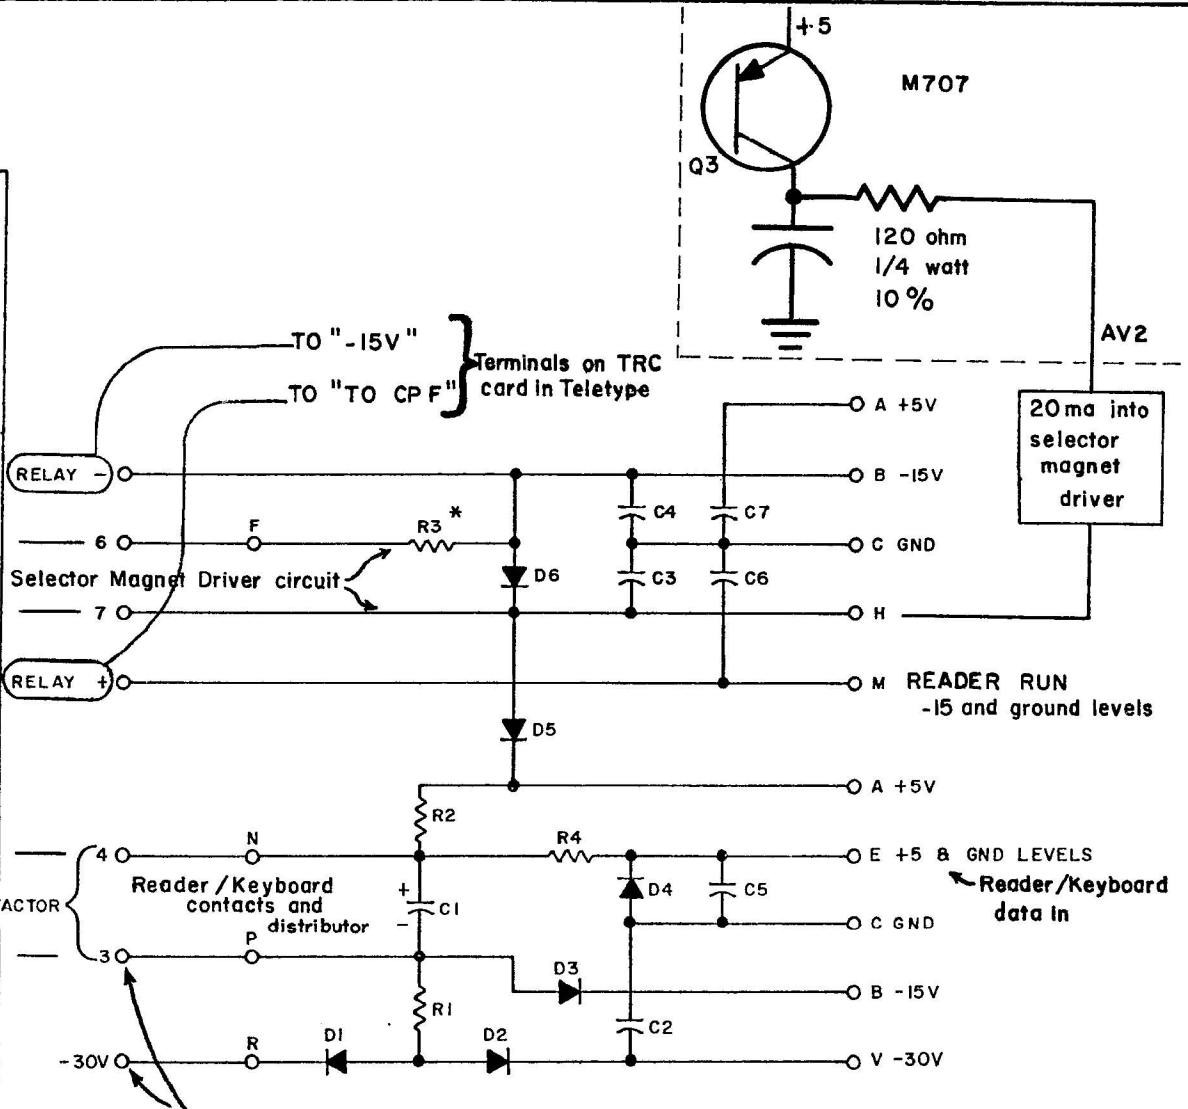 +5
M707
Q3
120 ohm
1/4 watt
10%
AV2
TO "-15V"
TO "TO CPF"
Terminals on TRC
card in Teletype
A +5V
20ma into
selector
magnet
driver
RELAY -
B -15V
C4
C7
6
F
R3 *
C GND
Selector Magnet Driver circuit
D6
C3
C6
7
H
RELAY +
M READER RUN
-15 and ground levels
D5
A +5V
R2
4
N
R4
E +5 & GND LEVELS
Reader/Keyboard
contacts and
distributor
+
C1
-
D4
C5
Reader/Keyboard
data in
ACTOR
C GND
3
P
D3
B -15V
R1
C2
-30V
R
D1
D2
V -30V